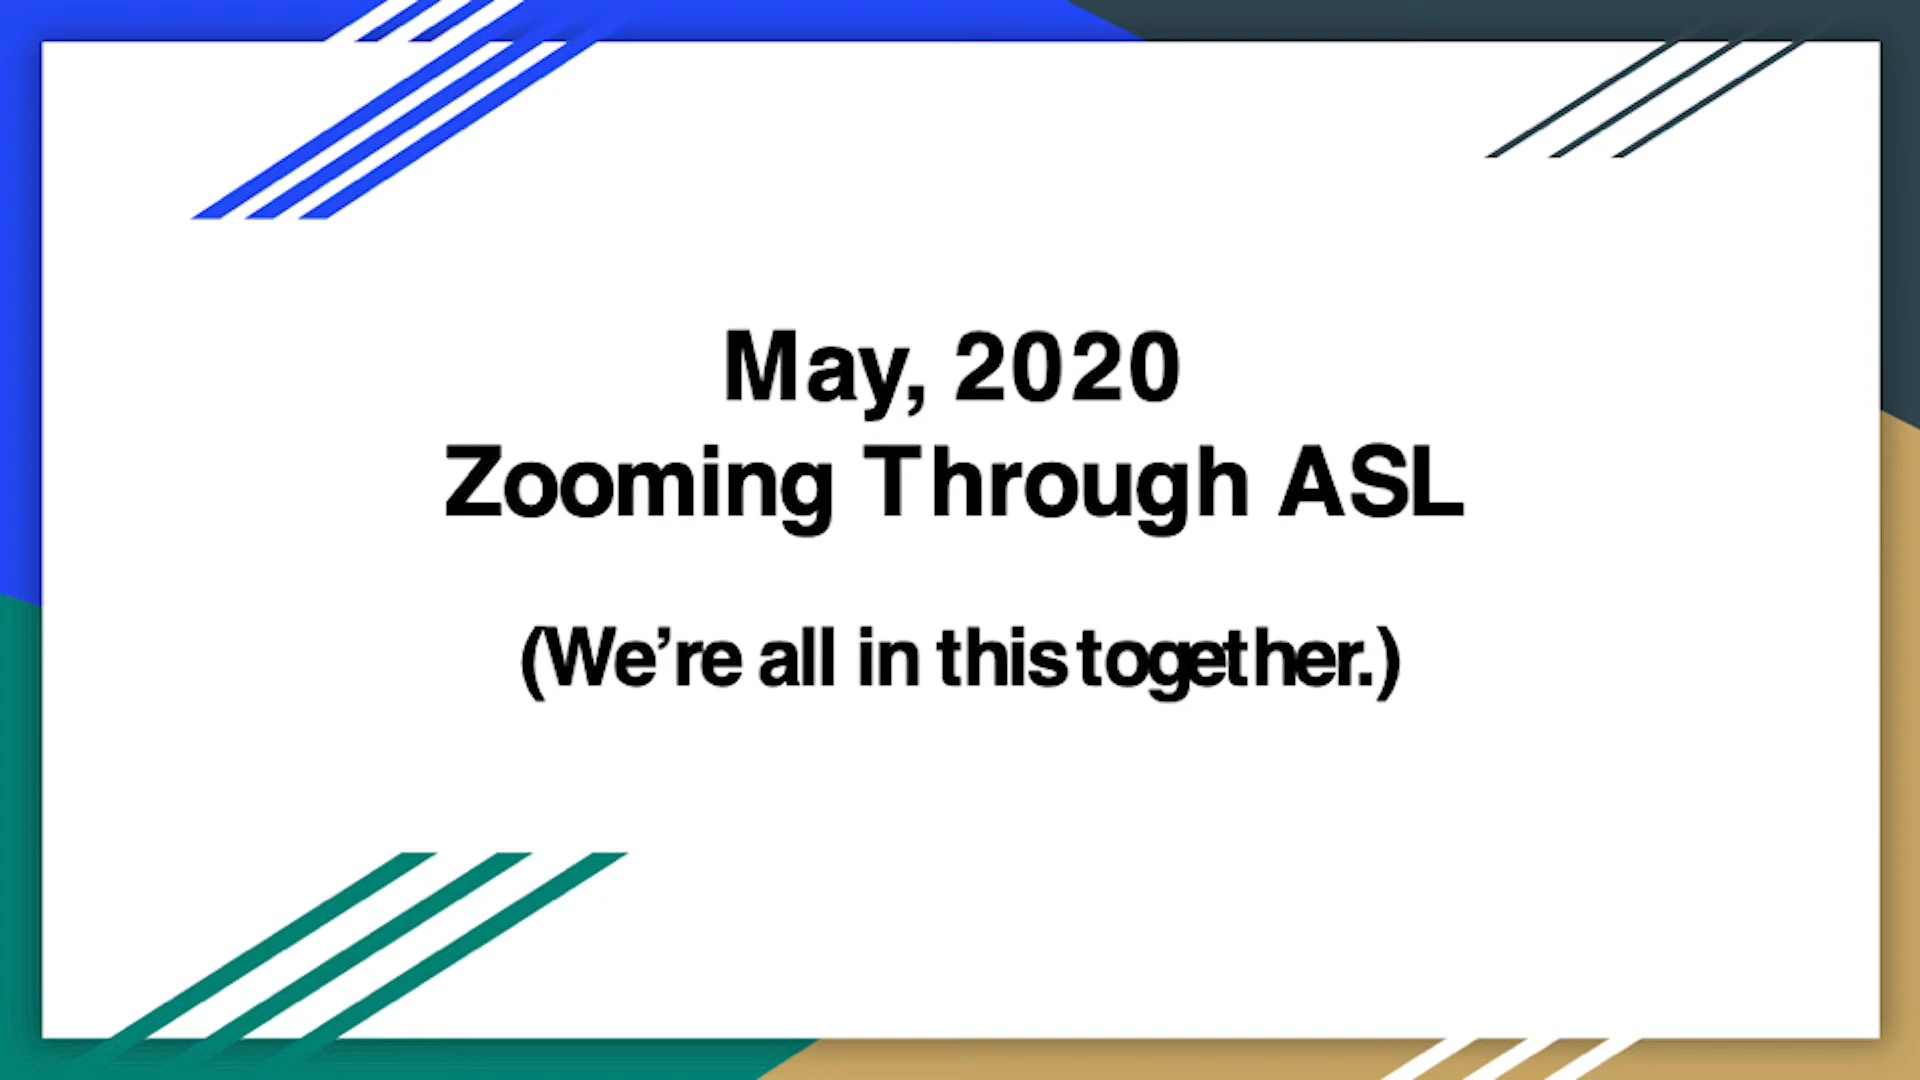 May, 2020
Zooming Through ASL
(We’re all in this together.)